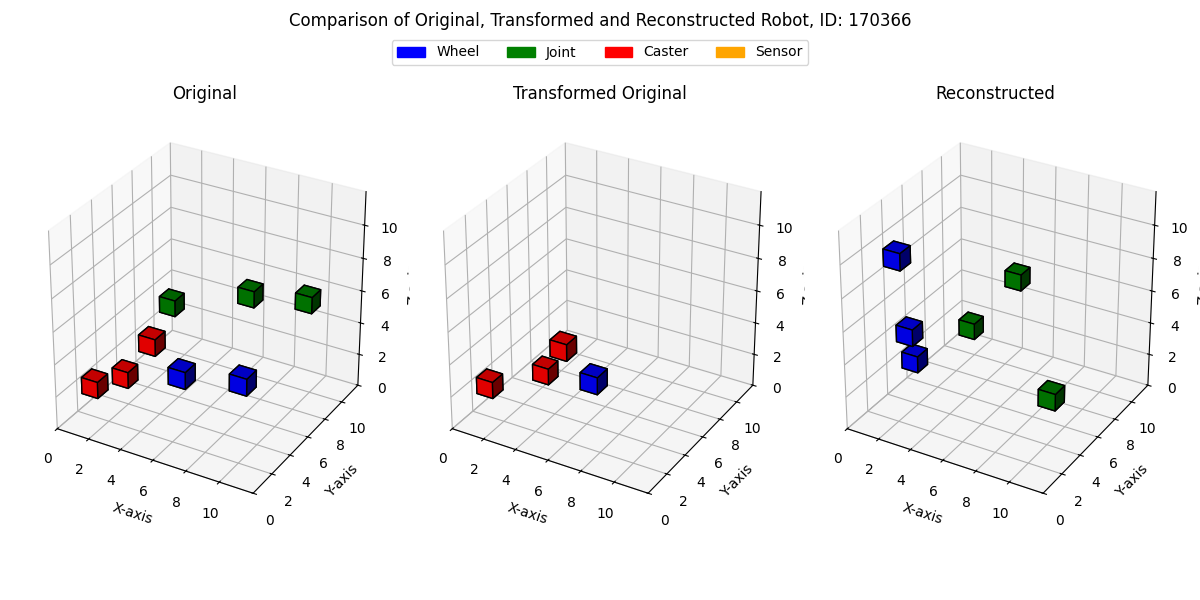 Comparison of Original, Transformed and Reconstructed Robot, ID: 170366
Wheel Joint Caster Sensor
Original
Transformed Original
Reconstructed
0 2 4 6 8 10
X-axis
0 2 4 6 8 10
Y-axis
0 2 4 6 8 10
0 2 4 6 8 10
X-axis
0 2 4 6 8 10
Y-axis
0 2 4 6 8 10
0 2 4 6 8 10
X-axis
0 2 4 6 8 10
Y-axis
0 2 4 6 8 10